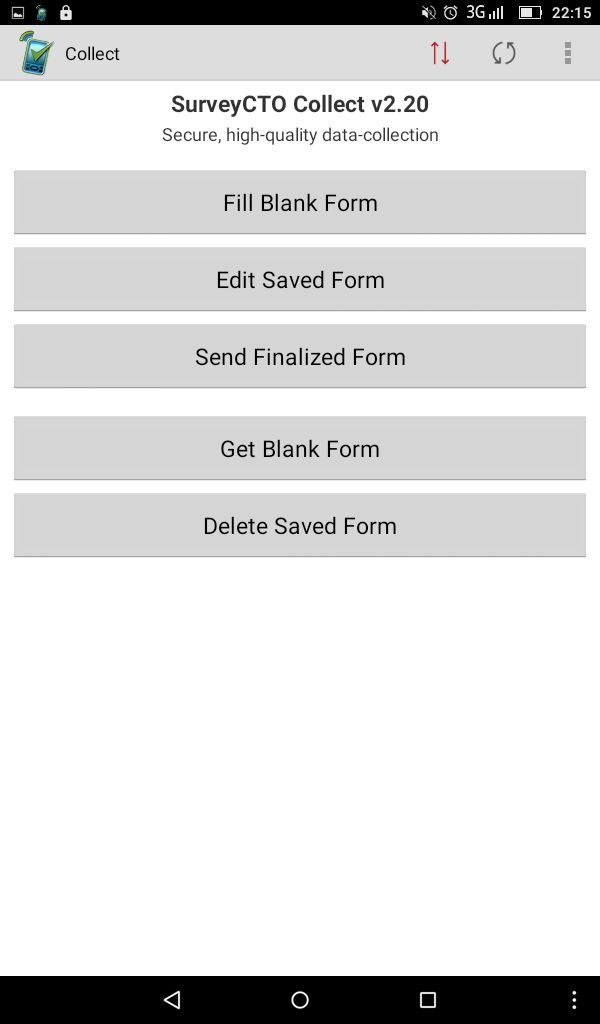 3G 22:15
Collect
SurveyCTO Collect v2.20
Secure, high-quality data-collection
Fill Blank Form
Edit Saved Form
Send Finalized Form
Get Blank Form
Delete Saved Form